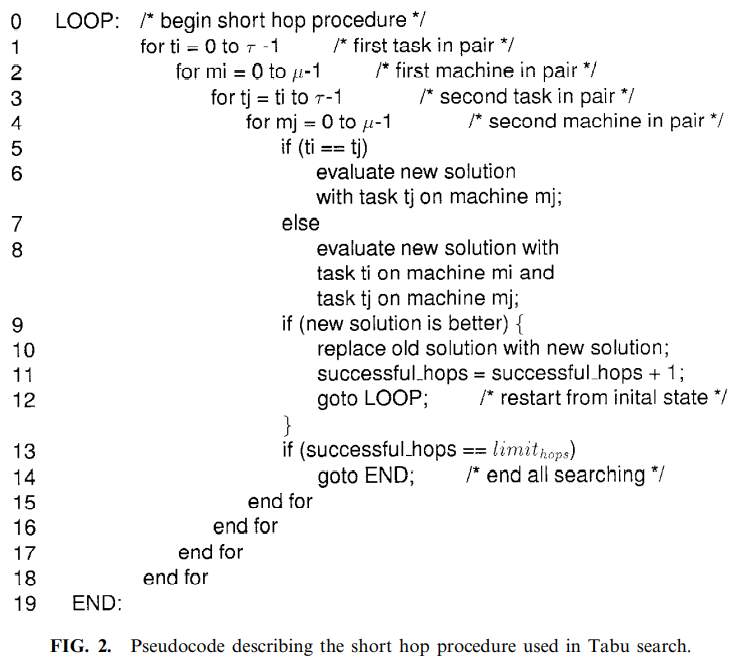 0 LOOP: /* begin short hop procedure */
1 for ti = 0 to τ -1 /* first task in pair */
2 for mi = 0 to μ-1 /* first machine in pair */
3 for tj = ti to τ-1 /* second task in pair */
4 for mj = 0 to μ-1 /* second machine in pair */
5 if (ti == tj)
6 evaluate new solution
with task tj on machine mj;
7 else
8 evaluate new solution with
task ti on machine mi and
task tj on machine mj;
9 if (new solution is better) {
10 replace old solution with new solution;
11 successful_hops = successful_hops + 1;
12 goto LOOP; /* restart from inital state */
}
13 if (successful_hops == limit_hops)
14 goto END; /* end all searching */
15 end for
16 end for
17 end for
18 end for
19 END:
FIG. 2. Pseudocode describing the short hop procedure used in Tabu search.